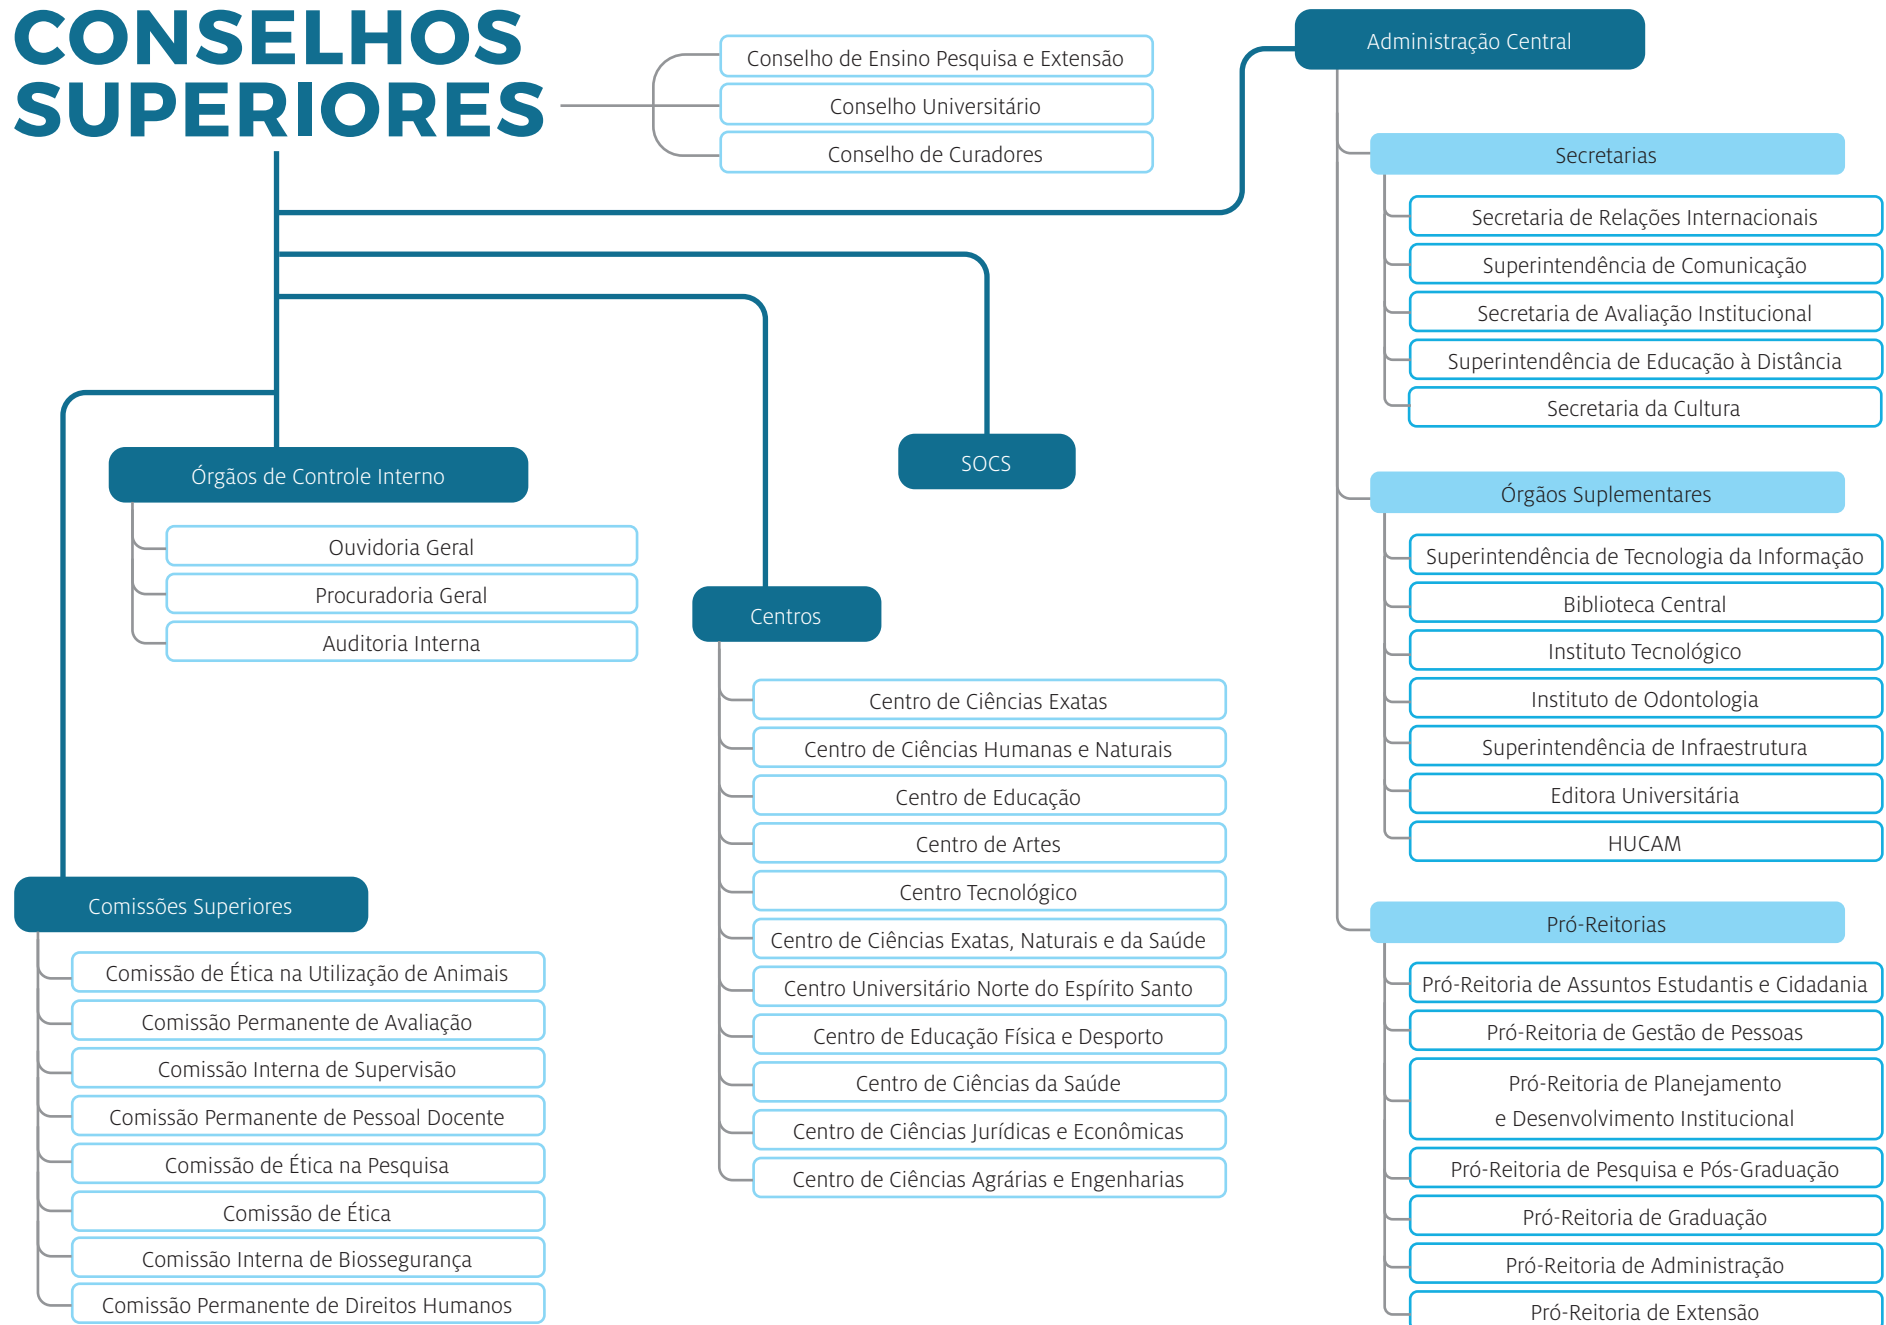 CONSELHOS
SUPERIORES
Conselho de Ensino Pesquisa e Extensão
Conselho Universitário
Conselho de Curadores
Administração Central
Secretarias
Secretaria de Relações Internacionais
Superintendência de Comunicação
Secretaria de Avaliação Institucional
Superintendência de Educação à Distância
Secretaria da Cultura
Órgãos Suplementares
Superintendência de Tecnologia da Informação
Biblioteca Central
Instituto Tecnológico
Instituto de Odontologia
Superintendência de Infraestrutura
Editora Universitária
HUCAM
Pró-Reitorias
Pró-Reitoria de Assuntos Estudantis e Cidadania
Pró-Reitoria de Gestão de Pessoas
Pró-Reitoria de Planejamento
e Desenvolvimento Institucional
Pró-Reitoria de Pesquisa e Pós-Graduação
Pró-Reitoria de Graduação
Pró-Reitoria de Administração
Pró-Reitoria de Extensão
SOCS
Centros
Centro de Ciências Exatas
Centro de Ciências Humanas e Naturais
Centro de Educação
Centro de Artes
Centro Tecnológico
Centro de Ciências Exatas, Naturais e da Saúde
Centro Universitário Norte do Espírito Santo
Centro de Educação Física e Desporto
Centro de Ciências da Saúde
Centro de Ciências Jurídicas e Econômicas
Centro de Ciências Agrárias e Engenharias
Órgãos de Controle Interno
Ouvidoria Geral
Procuradoria Geral
Auditoria Interna
Comissões Superiores
Comissão de Ética na Utilização de Animais
Comissão Permanente de Avaliação
Comissão Interna de Supervisão
Comissão Permanente de Pessoal Docente
Comissão de Ética na Pesquisa
Comissão de Ética
Comissão Interna de Biossegurança
Comissão Permanente de Direitos Humanos